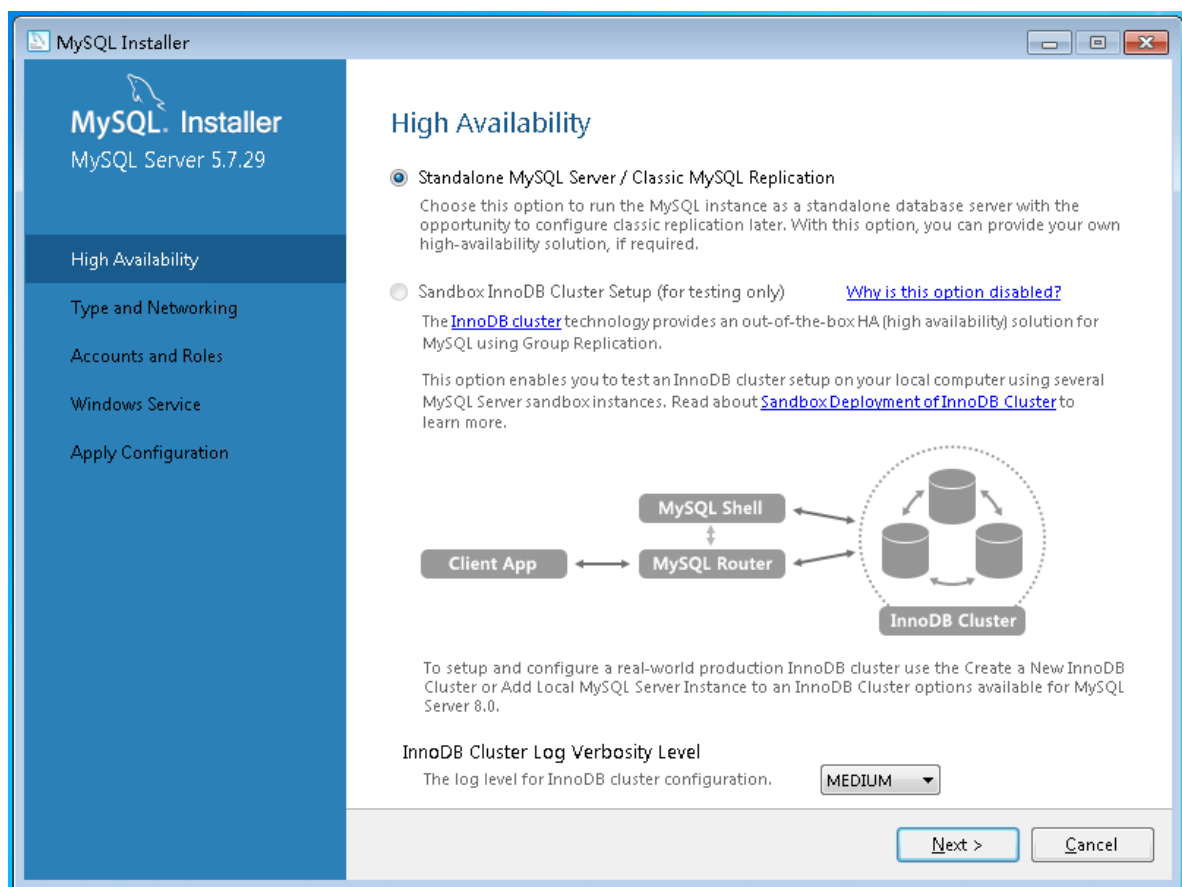 MySQL Installer
MySQL. Installer
MySQL Server 5.7.29
High Availability
Type and Networking
Accounts and Roles
Windows Service
Apply Configuration
High Availability
Standalone MySQL Server / Classic MySQL Replication
Choose this option to run the MySQL instance as a standalone database server with the
opportunity to configure classic replication later. With this option, you can provide your own
high-availability solution, if required.
Sandbox InnoDB Cluster Setup (for testing only) Why is this option disabled?
The InnoDB cluster technology provides an out-of-the-box HA (high availability) solution for
MySQL using Group Replication.
This option enables you to test an InnoDB cluster setup on your local computer using several
MySQL Server sandbox instances. Read about Sandbox Deployment of InnoDB Cluster to
learn more.
MySQL Shell
Client App
MySQL Router
InnoDB Cluster
To setup and configure a real-world production InnoDB cluster use the Create a New InnoDB
Cluster or Add Local MySQL Server Instance to an InnoDB Cluster options available for MySQL
Server 8.0.
InnoDB Cluster Log Verbosity Level
The log level for InnoDB cluster configuration. MEDIUM
Next > Cancel